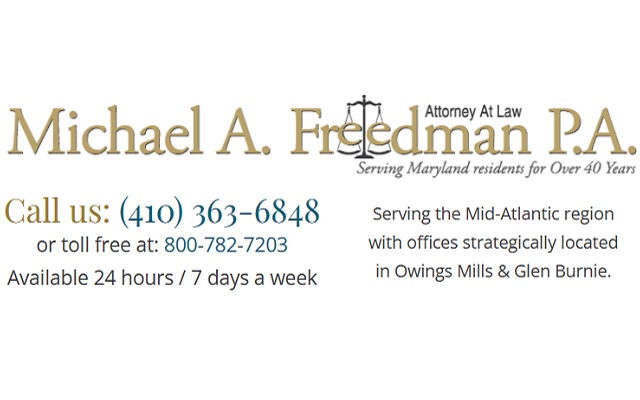 Attorney At Law
Michael A. Freedman P.A.
Serving Maryland residents for Over 40 Years
Call us: (410) 363-6848
or toll free at: 800-782-7203
Available 24 hours / 7 days a week
Serving the Mid-Atlantic region
with offices strategically located
in Owings Mills & Glen Burnie.